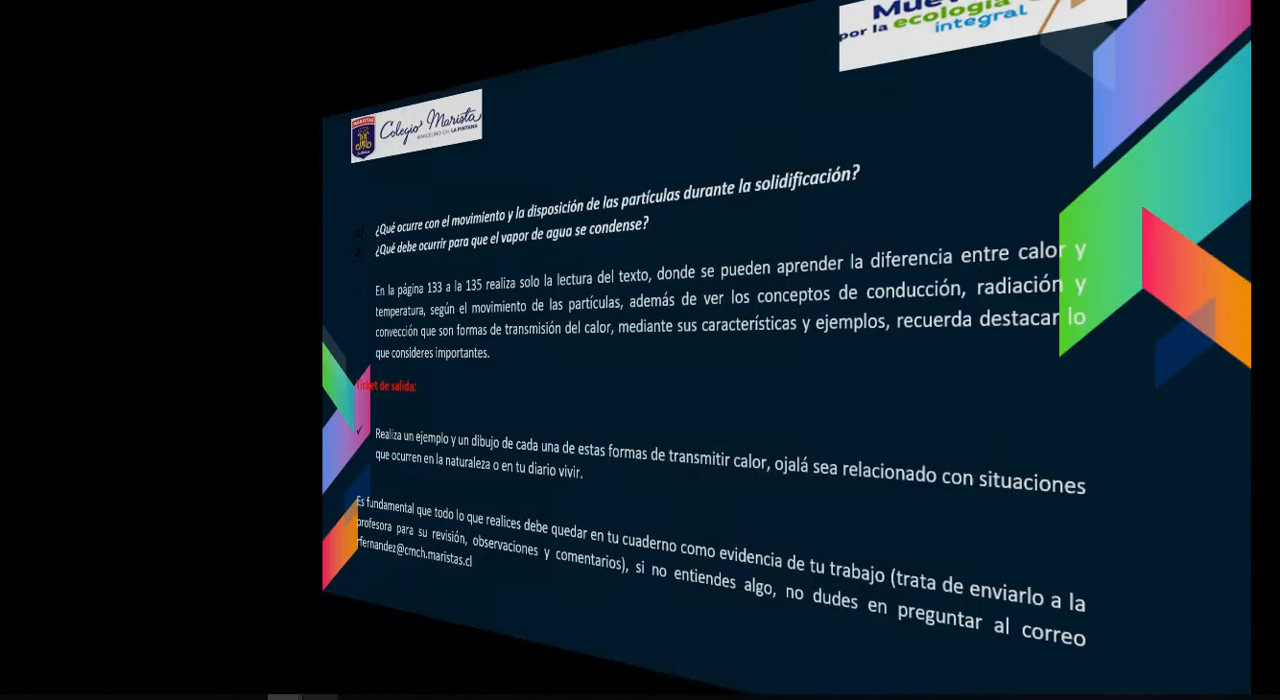 por la ecología
integral
MARISTAS
Colegio Marista
MARCELINO CH. LA PINTANA
a) ¿Qué ocurre con el movimiento y la disposición de las partículas durante la solidificación?
b) ¿Qué debe ocurrir para que el vapor de agua se condense?
En la página 133 a la 135 realiza solo la lectura del texto, donde se pueden aprender la diferencia entre calor y
temperatura, según el movimiento de las partículas, además de ver los conceptos de conducción, radiación y
convección que son formas de transmisión del calor, mediante sus características y ejemplos, recuerda destacar lo
que consideres importantes.
Ticket de salida:
✓ Realiza un ejemplo y un dibujo de cada una de estas formas de transmitir calor, ojalá sea relacionado con situaciones
que ocurren en la naturaleza o en tu diario vivir.
Es fundamental que todo lo que realices debe quedar en tu cuaderno como evidencia de tu trabajo (trata de enviarlo a la
profesora para su revisión, observaciones y comentarios), si no entiendes algo, no dudes en preguntar al correo
rfernandez@cmch.maristas.cl